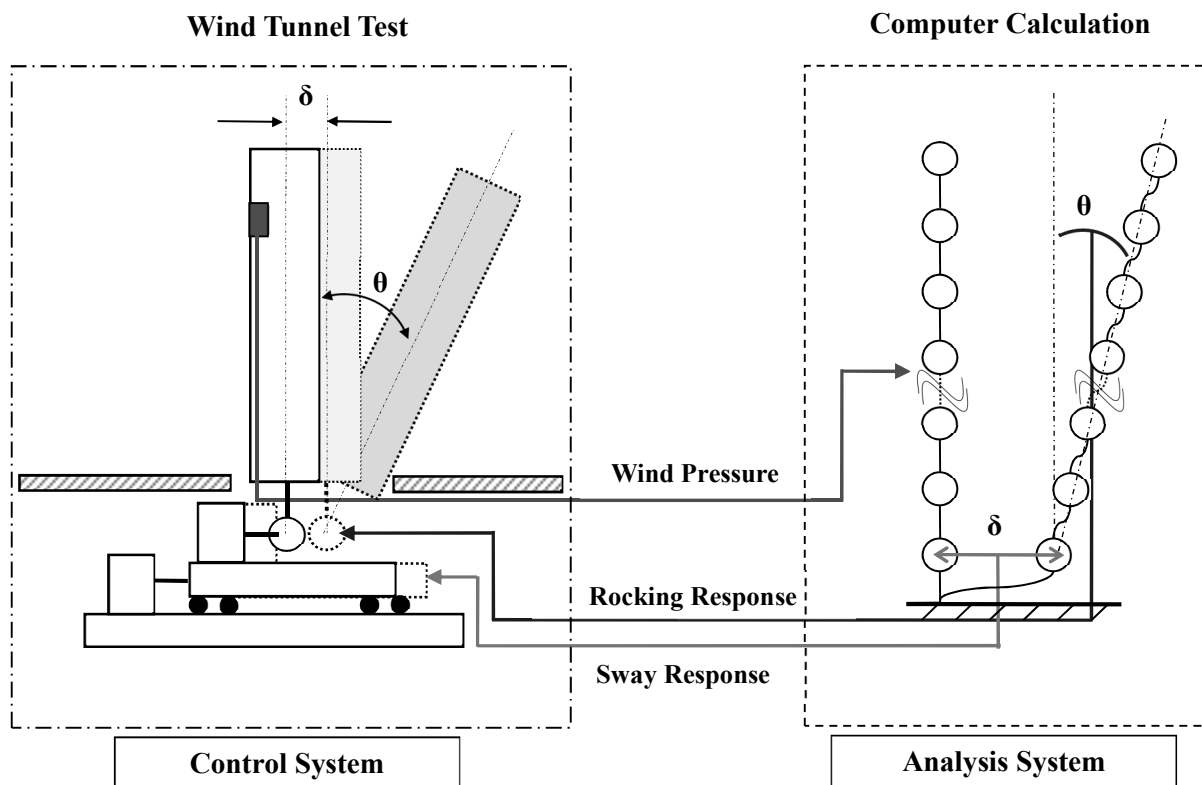 Wind Tunnel Test
Computer Calculation
δ
θ
θ
Wind Pressure
δ
Rocking Response
Sway Response
Control System
Analysis System